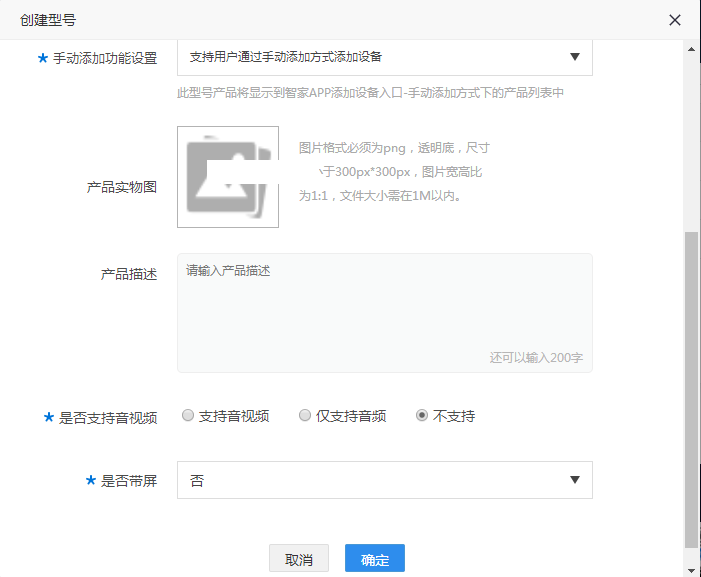 创建型号
* 手动添加功能设置 支持用户通过手动添加方式添加设备
此型号产品将显示到智家APP添加设备入口-手动添加方式下的产品列表中
产品实物图
图片格式必须为png，透明底，尺寸
于300px*300px，图片宽高比
为1:1，文件大小需在1M以内。
产品描述 请输入产品描述
还可以输入200字
* 是否支持音视频 支持音视频 仅支持音频 不支持
* 是否带屏 否
取消 确定